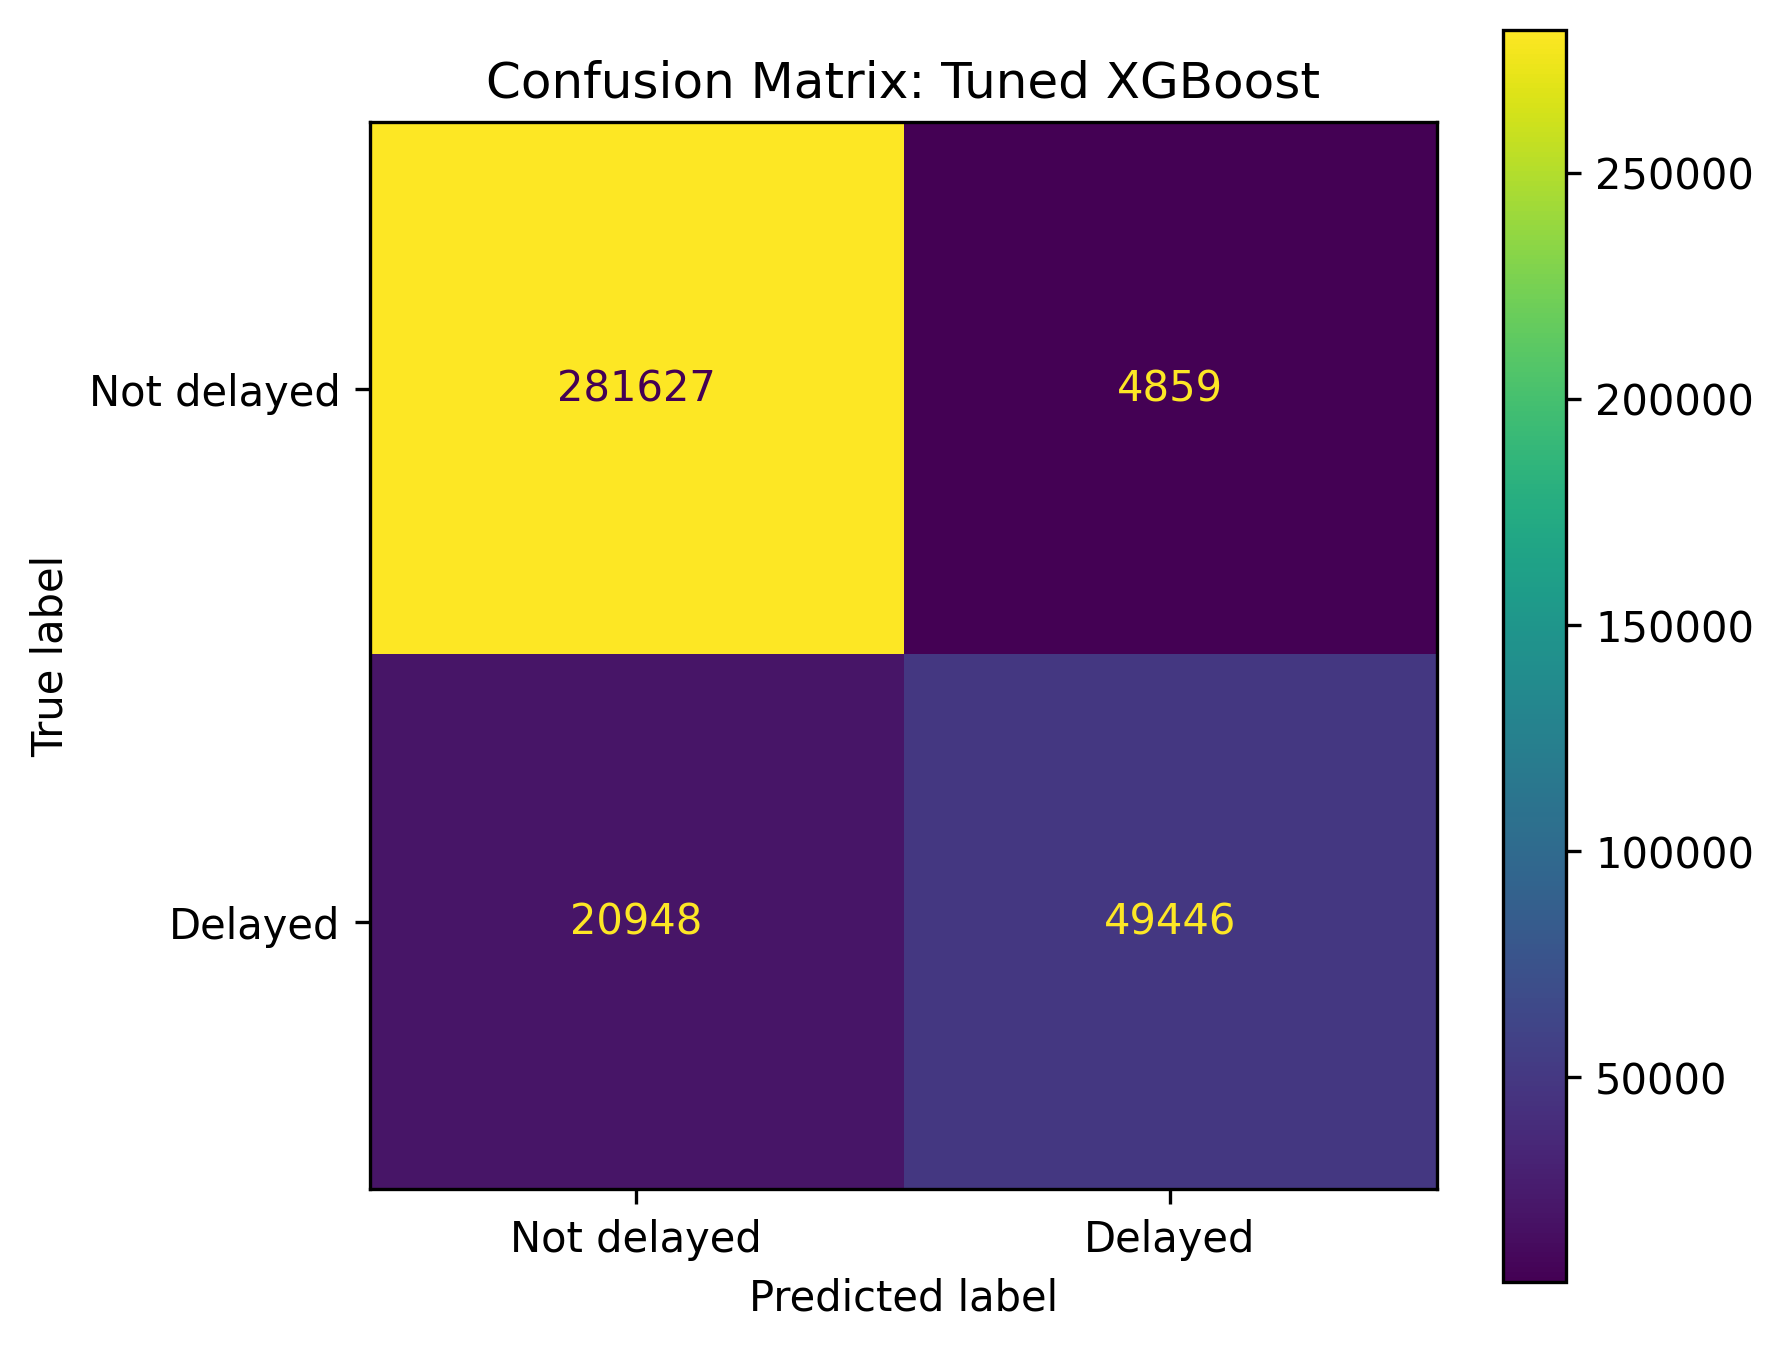 Confusion Matrix: Tuned XGBoost
250000
200000
150000
100000
50000
True label
Not delayed
281627
4859
Delayed
20948
49446
Not delayed
Delayed
Predicted label